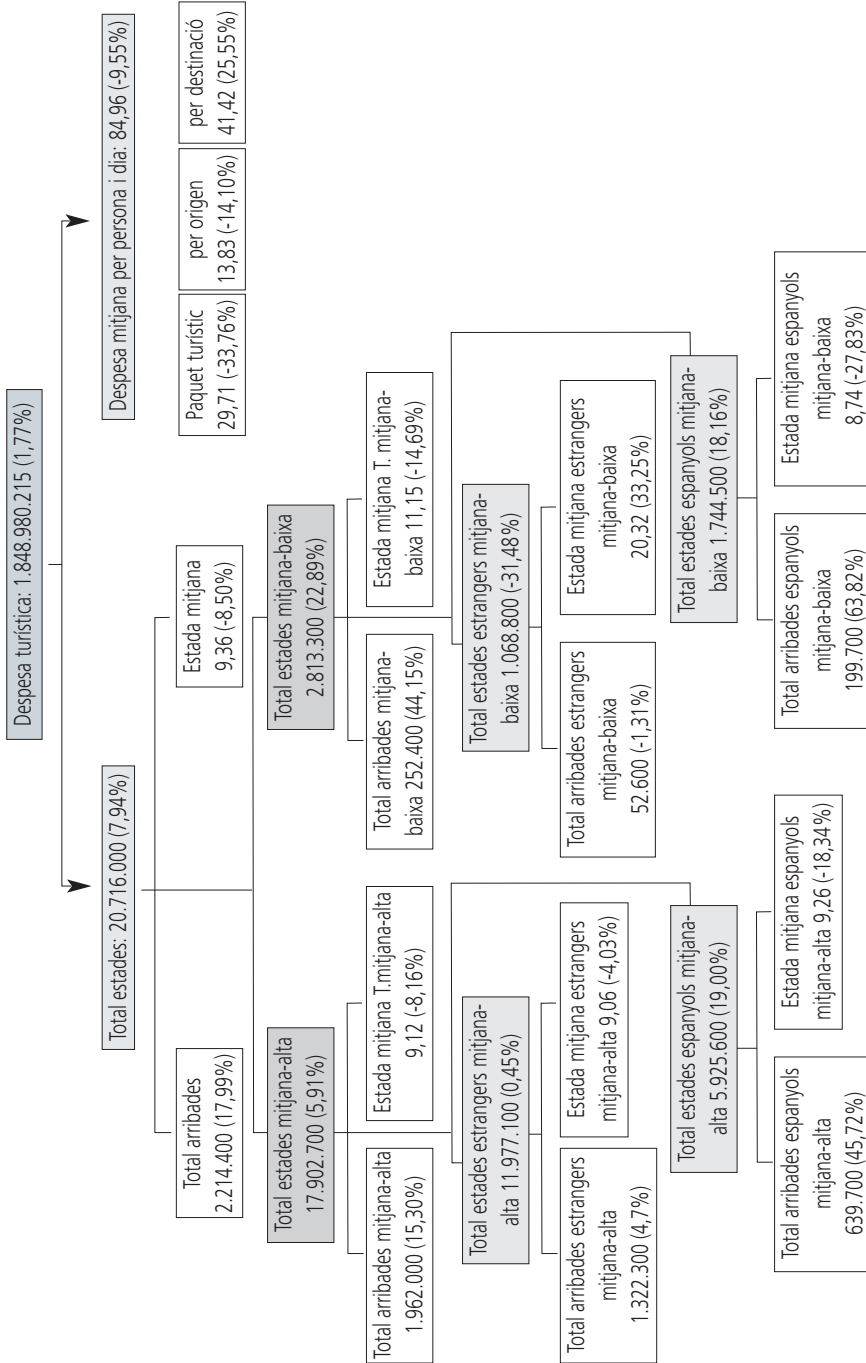 Despesa turística: 1.848.980.215 (1,77%)
Total estades: 20.716.000 (7,94%)
Despesa mitjana per persona i dia: 84,96 (-9,55%)
Total arribades
2.214.400 (17,99%)
Estada mitjana
9,36 (-8,50%)
Paquet turístic
29,71 (-33,76%)
per origen
13,83 (-14,10%)
per destinació
41,42 (25,55%)
Total estades mitjana-alta
17.902.700 (5,91%)
Total estades mitjana-baixa
2.813.300 (22,89%)
Total arribades mitjana-alta
1.962.000 (15,30%)
Estada mitjana T.mitjana-alta
9,12 (-8,16%)
Total arribades mitjana-
baixa 252.400 (44,15%)
Estada mitjana T. mitjana-
baixa 11,15 (-14,69%)
Total estades estrangers mitjana-
alta 11.977.100 (0,45%)
Total estades estrangers mitjana-
baixa 1.068.800 (-31,48%)
Total arribades estrangers
mitjana-alta
1.322.300 (4,7%)
Estada mitjana estrangers
mitjana-alta 9,06 (-4,03%)
Total arribades estrangers
mitjana-baixa
52.600 (-1,31%)
Estada mitjana estrangers
mitjana-baixa
20,32 (33,25%)
Total estades espanyols mitjana-
alta 5.925.600 (19,00%)
Total estades espanyols mitjana-
baixa 1.744.500 (18,16%)
Total arribades espanyols
mitjana-alta
639.700 (45,72%)
Estada mitjana espanyols
mitjana-alta 9,26 (-18,34%)
Total arribades espanyols
mitjana-baixa
199.700 (63,82%)
Estada mitjana espanyols
mitjana-baixa
8,74 (-27,83%)